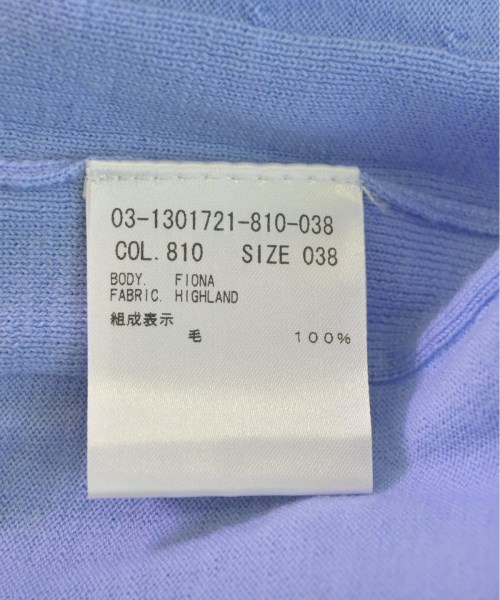 03-1301721-810-038
COL. 810 SIZE 038
BODY. FIONA
FABRIC. HIGHLAND
組成表示
毛 100%